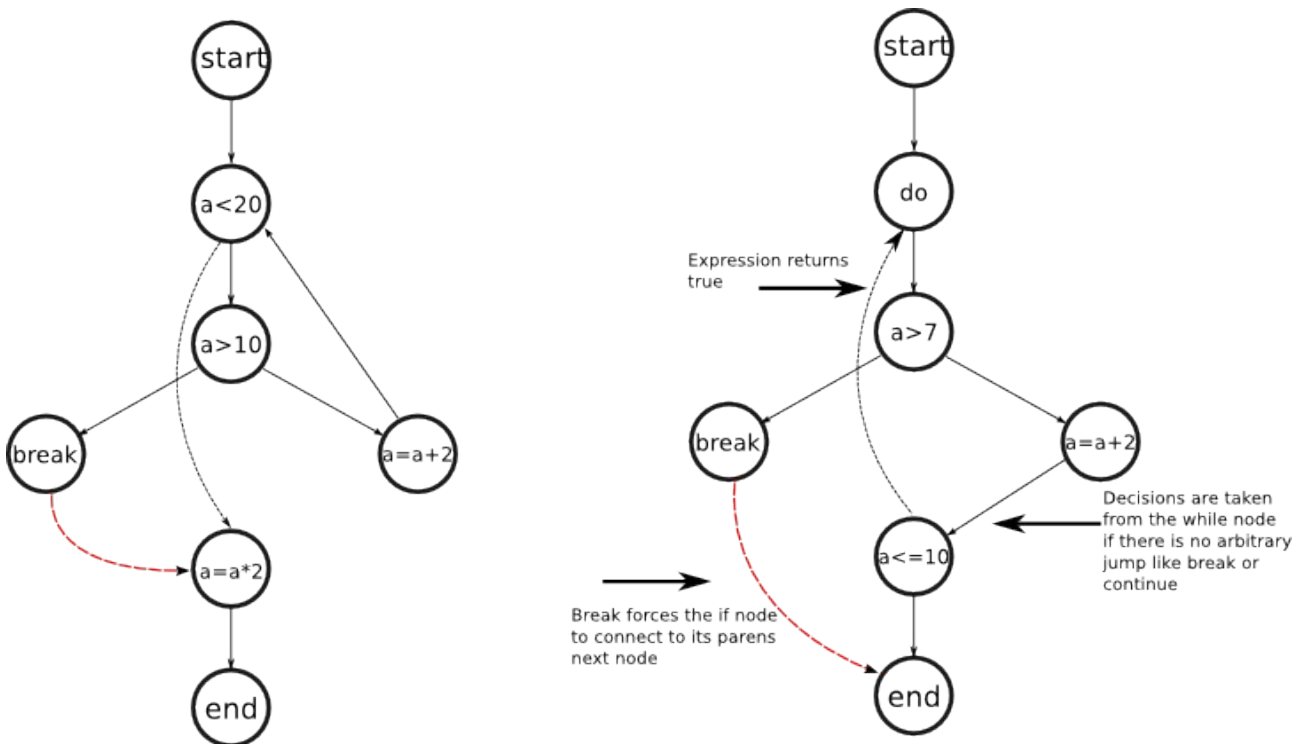 start
a<20
a>10
break
a=a+2
a=a*2
end
start
do
Expression returns
true
a>7
break
a=a+2
Decisions are taken
from the while node
if there is no arbitrary
jump like break or
continue
a<=10
Break forces the if node
to connect to its parens
next node
end